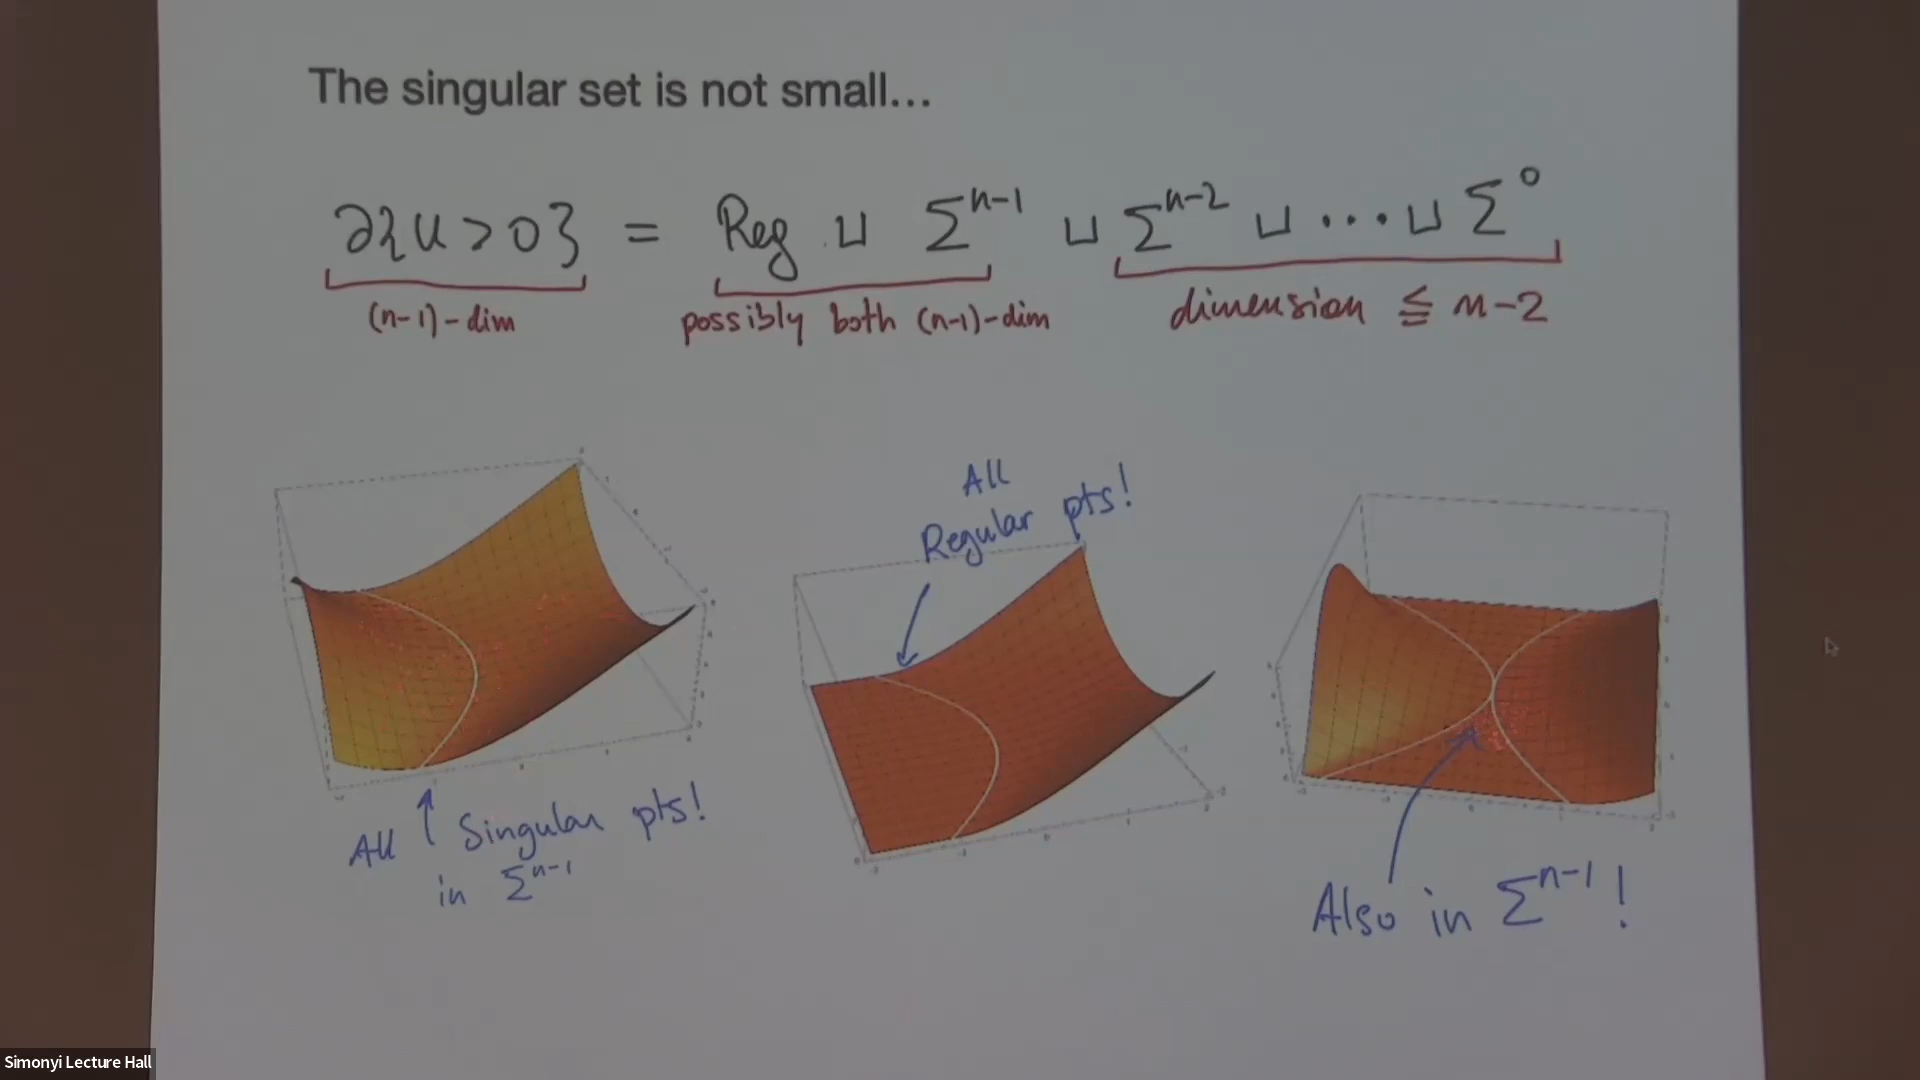 The singular set is not small...
∂{u>0} = Reg ⊔ Σ^{n-1} ⊔ Σ^{n-2} ⊔ ... ⊔ Σ^0
(n-1)-dim possibly both (n-1)-dim dimension ≦ n-2
All
Regular pts!
All Singular pts!
in Σ^{n-1}
Also in Σ^{n-1}!
Simonyi Lecture Hall